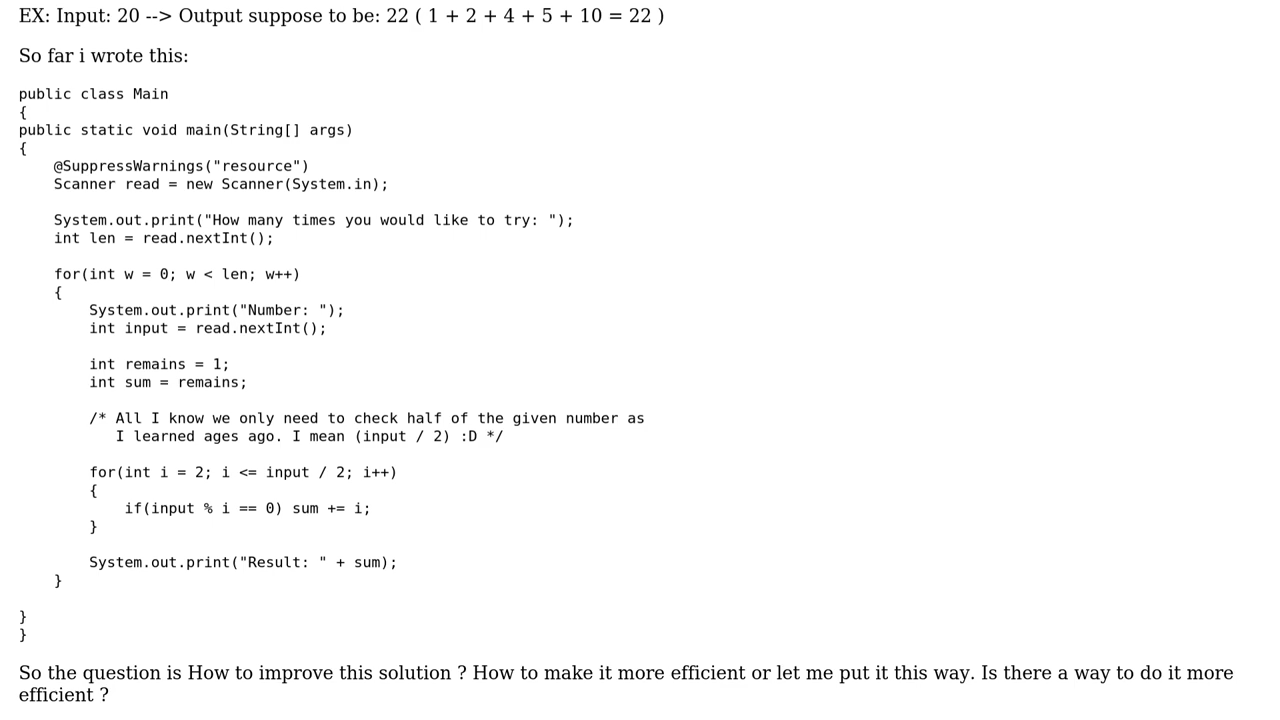 EX: Input: 20 --> Output suppose to be: 22 ( 1 + 2 + 4 + 5 + 10 = 22 )
So far i wrote this:
public class Main
{
public static void main(String[] args)
{
    @SuppressWarnings("resource")
    Scanner read = new Scanner(System.in);
    System.out.print("How many times you would like to try: ");
    int len = read.nextInt();
    for(int w = 0; w < len; w++)
    {
        System.out.print("Number: ");
        int input = read.nextInt();
        int remains = 1;
        int sum = remains;
        /* All I know we only need to check half of the given number as
           I learned ages ago. I mean (input / 2) :D */
        for(int i = 2; i <= input / 2; i++)
        {
            if(input % i == 0) sum += i;
        }
        System.out.print("Result: " + sum);
    }
}
}
So the question is How to improve this solution ? How to make it more efficient or let me put it this way. Is there a way to do it more
efficient ?